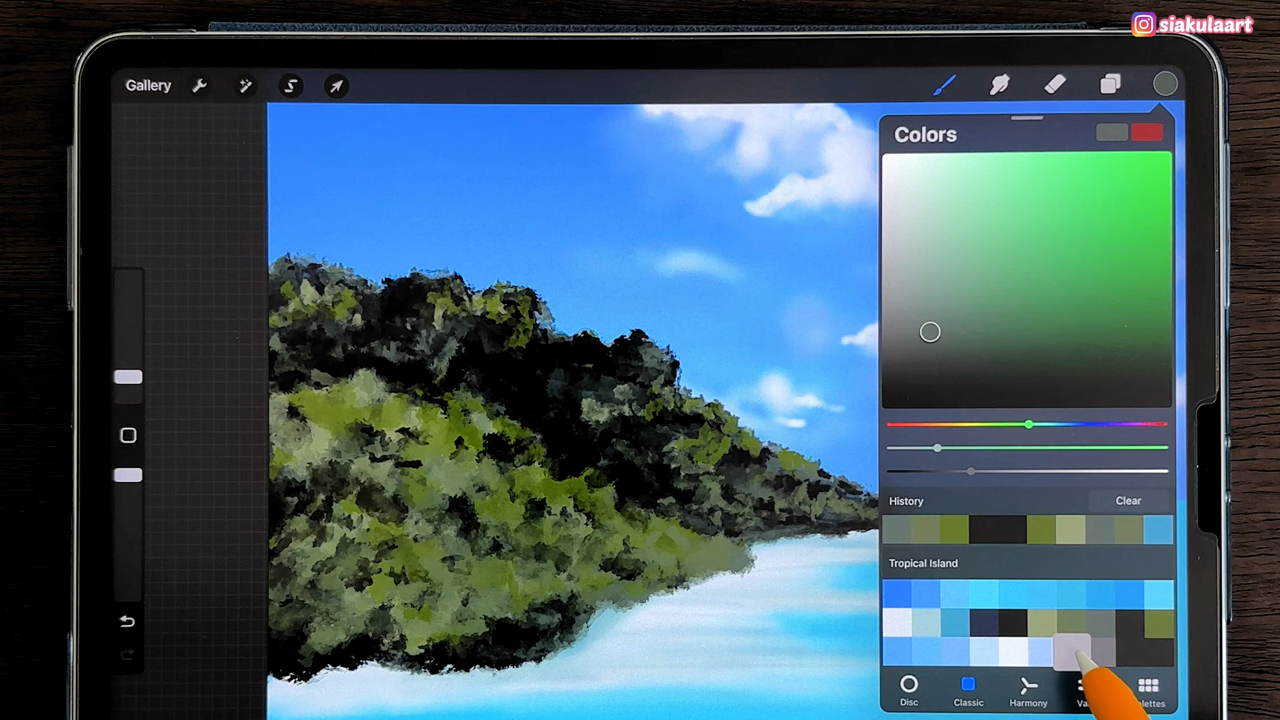 siakulaart
Gallery
Colors
History
Clear
Tropical Island
Disc
Classic
Harmony